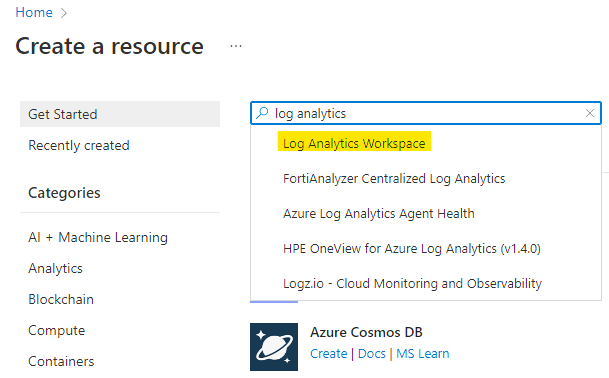 Home >
Create a resource ...
Get Started
Recently created
Categories
AI + Machine Learning
Analytics
Blockchain
Compute
Containers
log analytics
Log Analytics Workspace
FortiAnalyzer Centralized Log Analytics
Azure Log Analytics Agent Health
HPE OneView for Azure Log Analytics (v1.4.0)
Logz.io - Cloud Monitoring and Observability
Azure Cosmos DB
Create | Docs | MS Learn